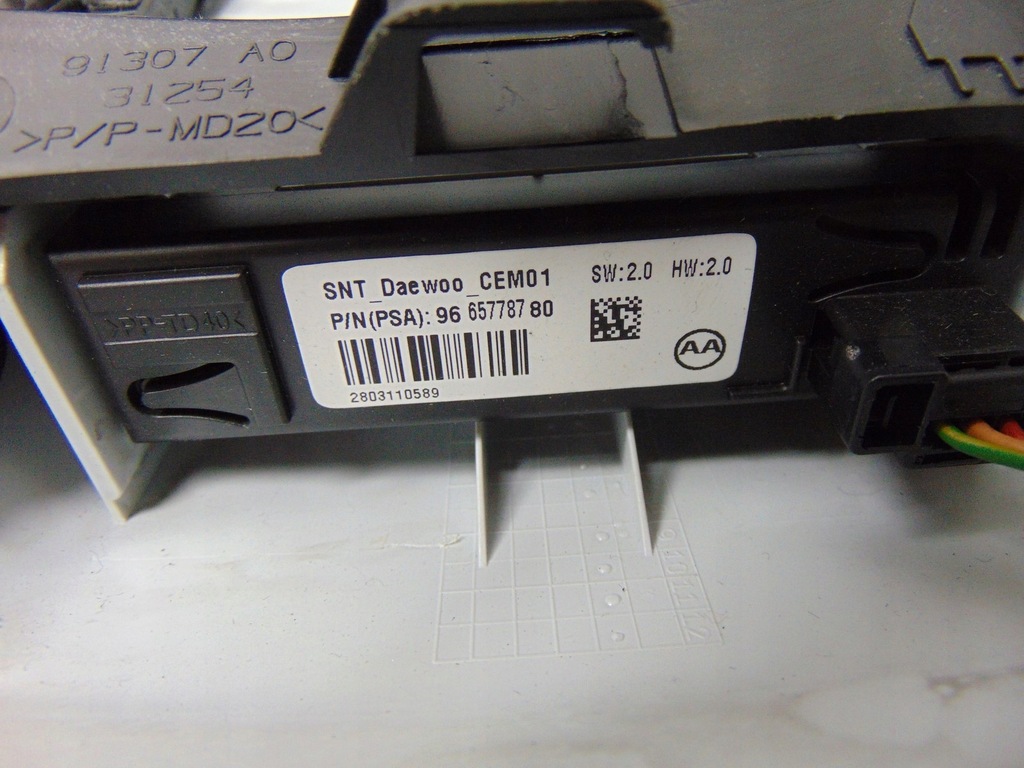 91307 A0
31254
>P/P-MD20<
>PP-TD40<
SNT_Daewoo_CEM01
SW:2.0 HW:2.0
P/N(PSA): 96 657787 80
AA
2803110589